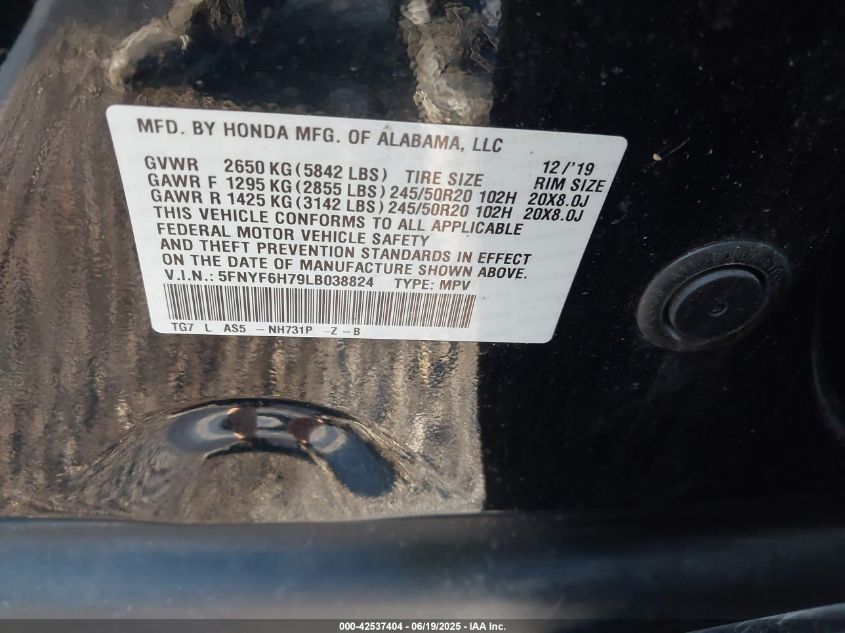 MFD. BY HONDA MFG. OF ALABAMA, LLC
GVWR 2650 KG(5842 LBS) TIRE SIZE 12/'19 RIM SIZE
GAWR F 1295 KG(2855 LBS) 245/50R20 102H 20X8.0J
GAWR R 1425 KG(3142 LBS) 245/50R20 102H 20X8.0J
THIS VEHICLE CONFORMS TO ALL APPLICABLE
FEDERAL MOTOR VEHICLE SAFETY
AND THEFT PREVENTION STANDARDS IN EFFECT
ON THE DATE OF MANUFACTURE SHOWN ABOVE.
V.I.N.: 5FNYF6H79LB038824 TYPE: MPV
TG7 L AS5 -NH731P -Z-B
000-42537404 - 06/19/2025 - IAA Inc.